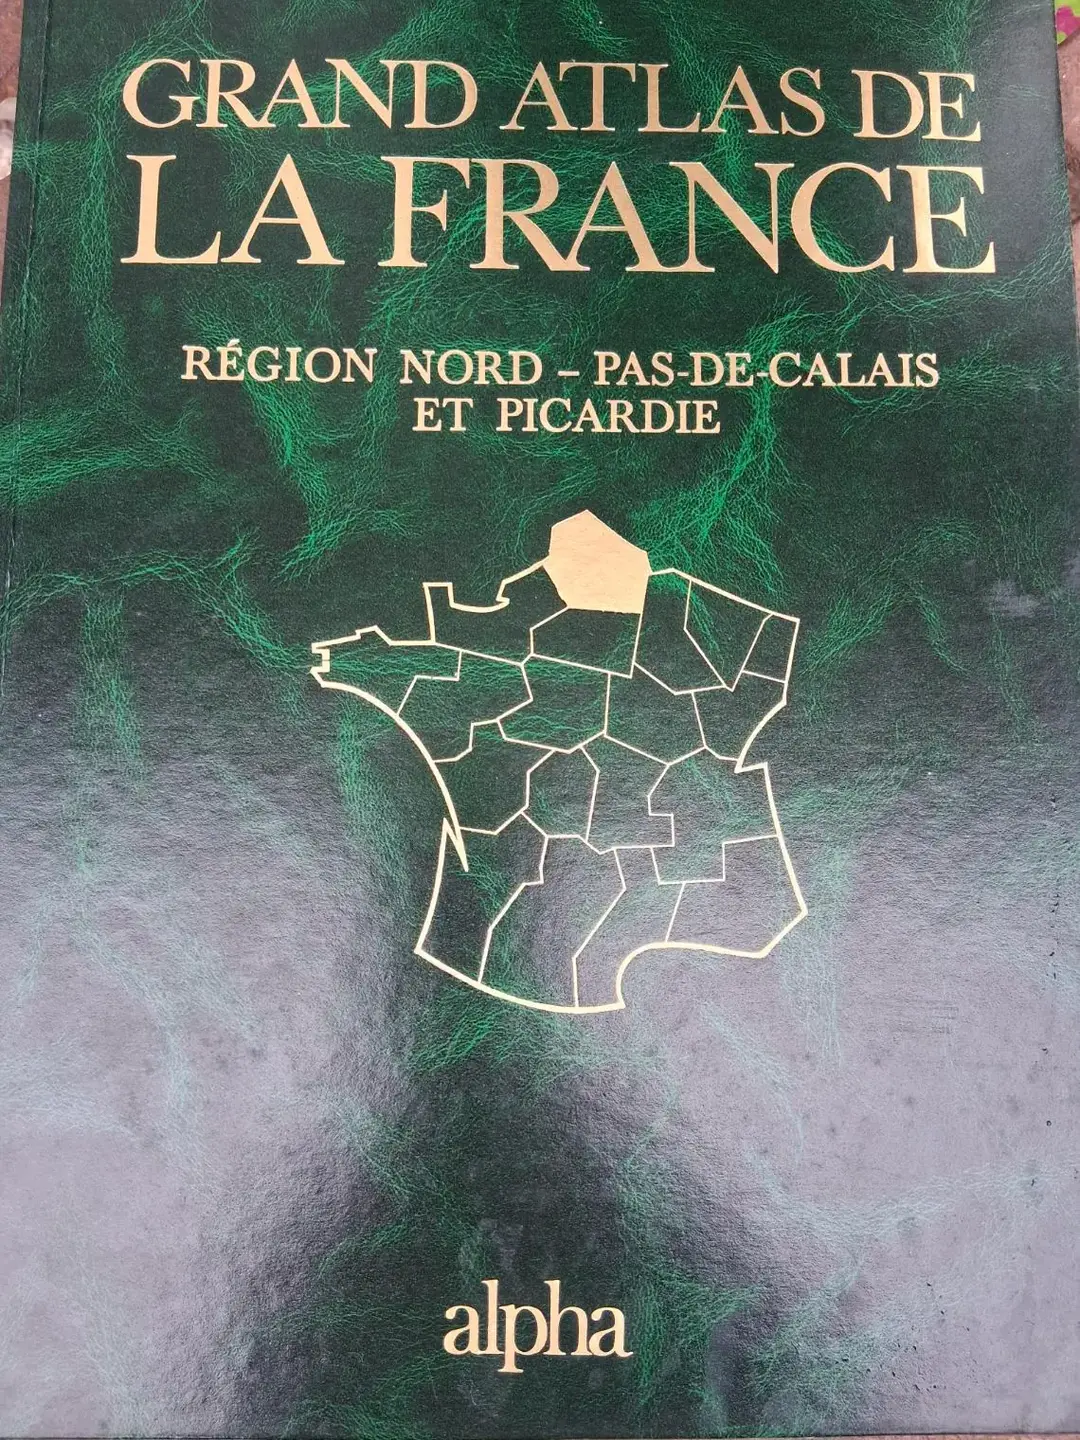 GRAND ATLAS DE
LA FRANCE
RÉGION NORD – PAS-DE-CALAIS
ET PICARDIE
alpha